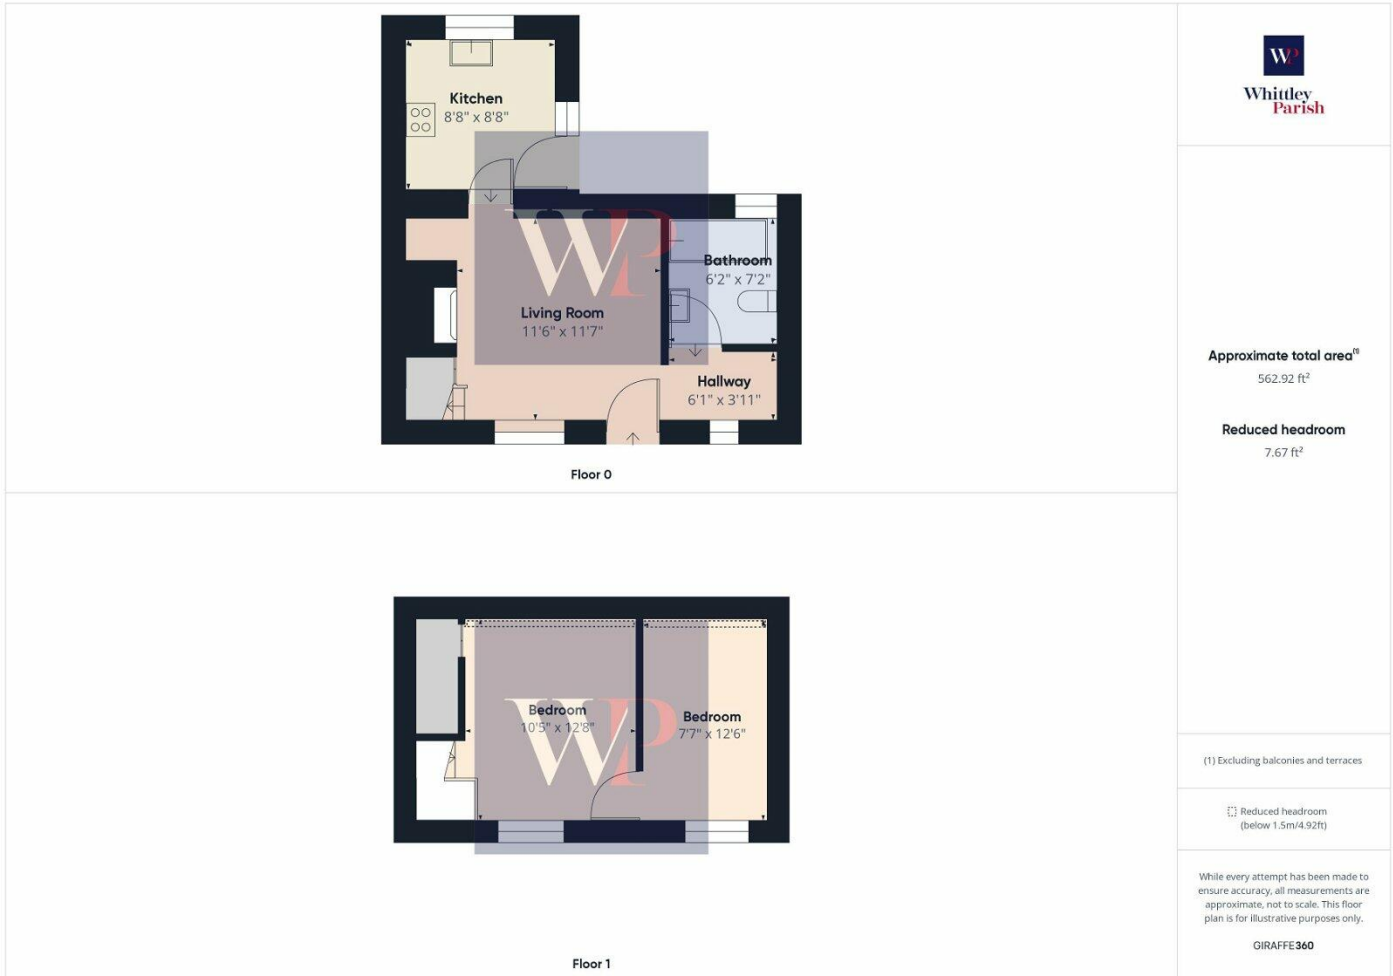 Kitchen
8'8" x 8'8"
WP
Bathroom
6'2" x 7'2"
Living Room
11'6" x 11'7"
Hallway
6'1" x 3'11"
Floor 0
WP
Bedroom
10'5" x 12'8"
Bedroom
7'7" x 12'6"
Floor 1
WP
Whittley
Parish
Approximate total area(1)
562.92 ft²
Reduced headroom
7.67 ft²
(1) Excluding balconies and terraces
Reduced headroom
(below 1.5m/4.92ft)
While every attempt has been made to
ensure accuracy, all measurements are
approximate, not to scale. This floor
plan is for illustrative purposes only.
GIRAFFE360